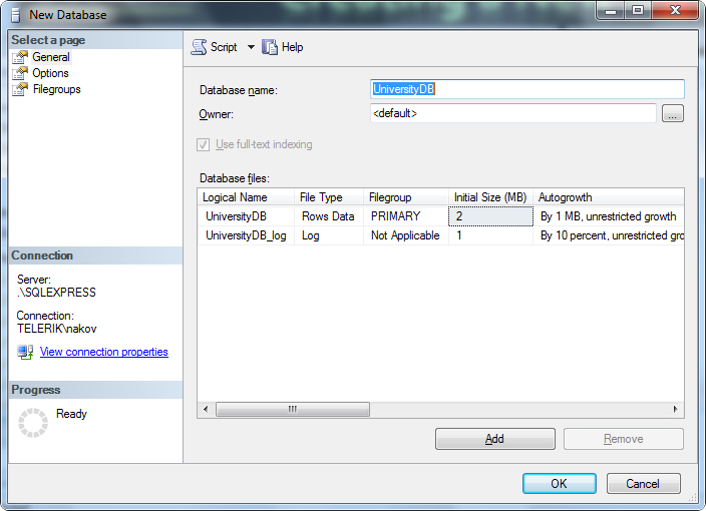 New Database
Select a page
General
Options
Filegroups
Script
Help
Database name:
UniversityDB
Owner:
<default>
...
Use full-text indexing
Database files:
Logical Name File Type Filegroup Initial Size (MB) Autogrowth
UniversityDB Rows Data PRIMARY 2 By 1 MB, unrestricted growth
UniversityDB_log Log Not Applicable 1 By 10 percent, unrestricted gro
Connection
Server:
.\SQLEXPRESS
Connection:
TELERIK\nakov
View connection properties
Progress
Ready
Add
Remove
OK
Cancel